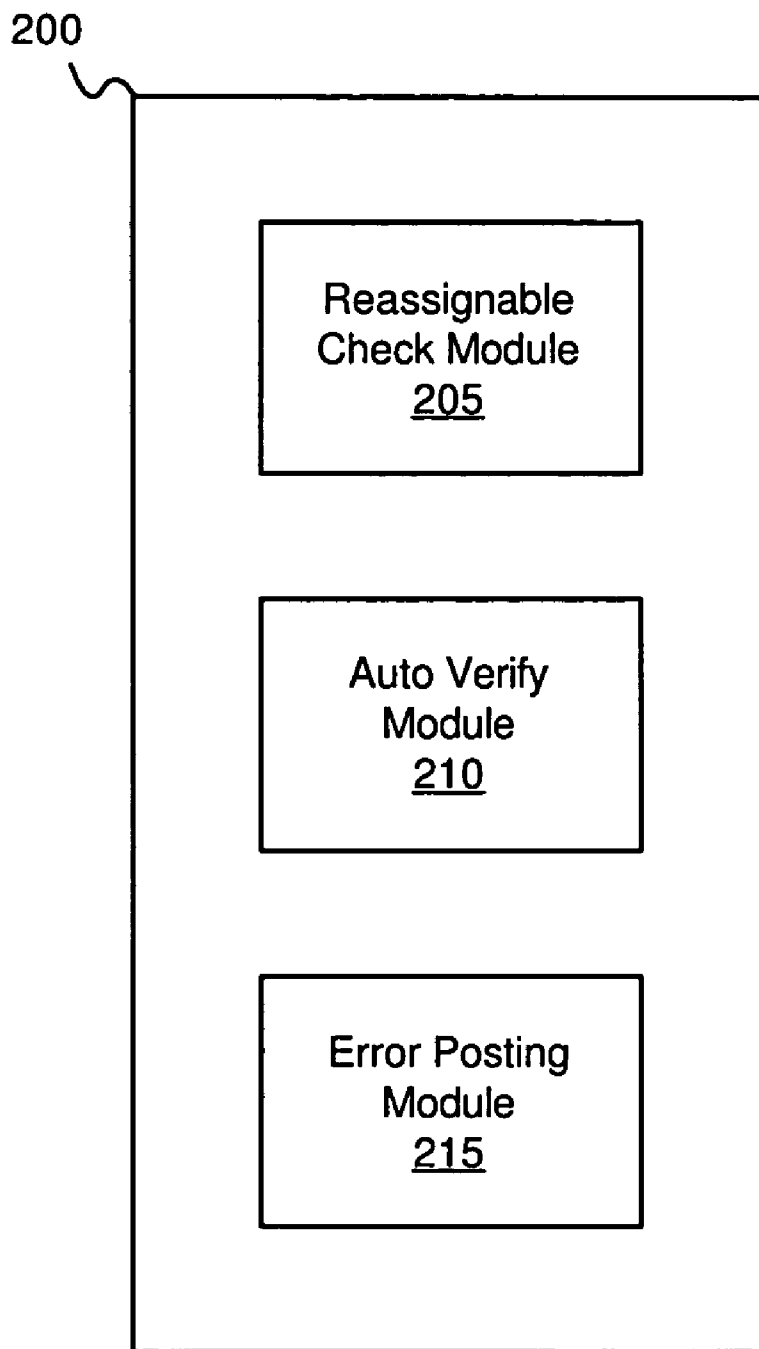 200
Reassignable
Check Module
205
Auto Verify
Module
210
Error Posting
Module
215